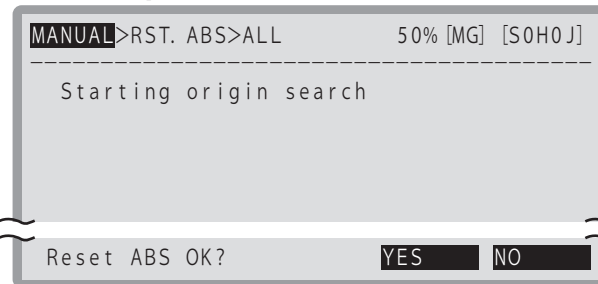 MANUAL>RST. ABS>ALL 50% [MG] [S0H0J]
Starting origin search
Reset ABS OK? YES NO